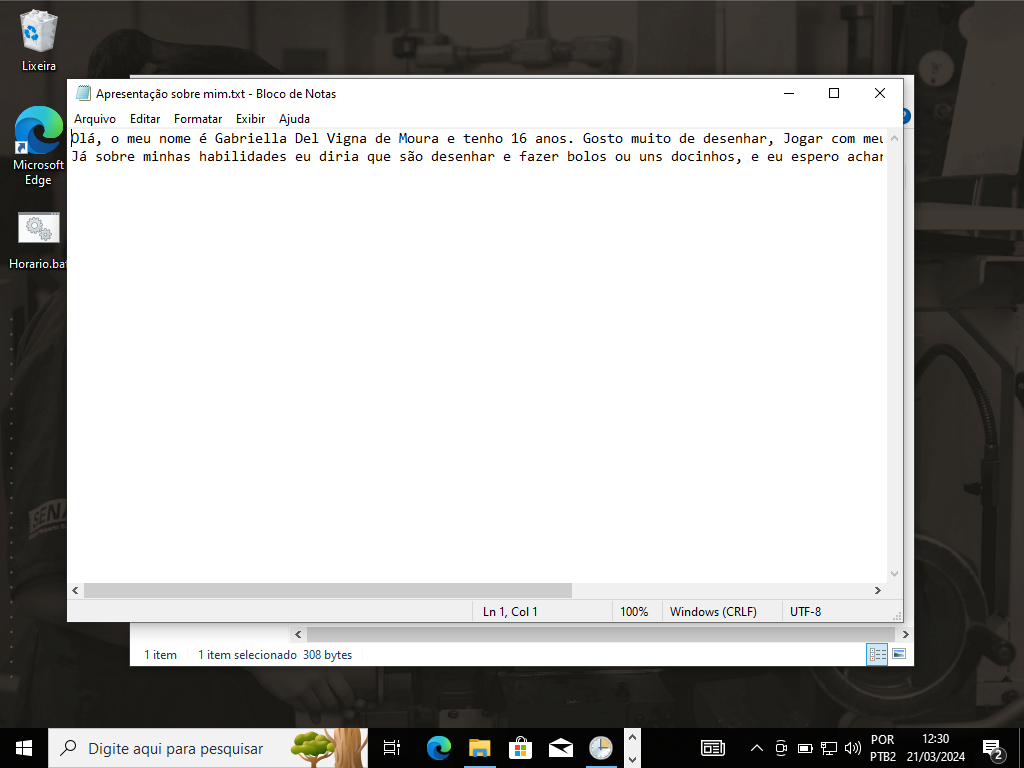 Lixeira
Microsoft
Edge
Horario.bat
Apresentação sobre mim.txt - Bloco de Notas
Arquivo Editar Formatar Exibir Ajuda
Olá, o meu nome é Gabriella Del Vigna de Moura e tenho 16 anos. Gosto muito de desenhar, Jogar com meu
Já sobre minhas habilidades eu diria que são desenhar e fazer bolos ou uns docinhos, e eu espero achar
Ln 1, Col 1 100% Windows (CRLF) UTF-8
SENA
1 item 1 item selecionado 308 bytes
Digite aqui para pesquisar
POR
PTB2
12:30
21/03/2024
2